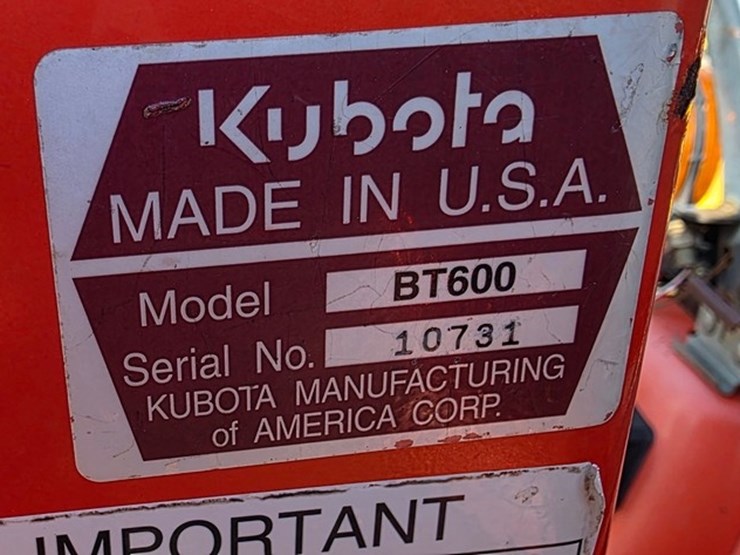 Kubota
MADE IN U.S.A.
Model BT600
Serial No. 10731
KUBOTA MANUFACTURING
of AMERICA CORP.
IMPORTANT